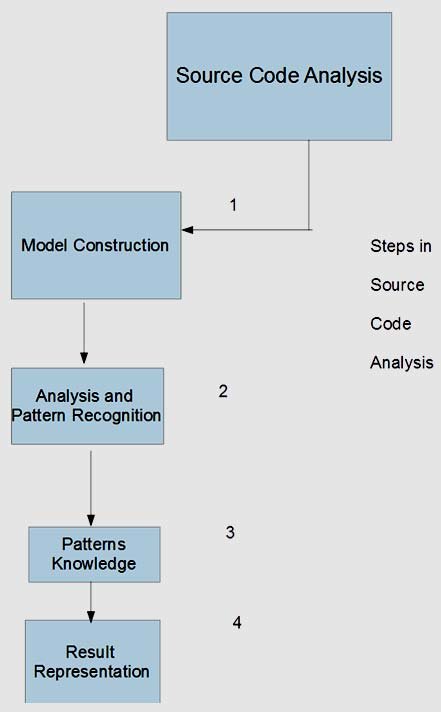 Source Code Analysis
1
Model Construction
Steps in
Source
Code
Analysis
Analysis and
Pattern Recognition
2
Patterns
Knowledge
3
Result
Representation
4